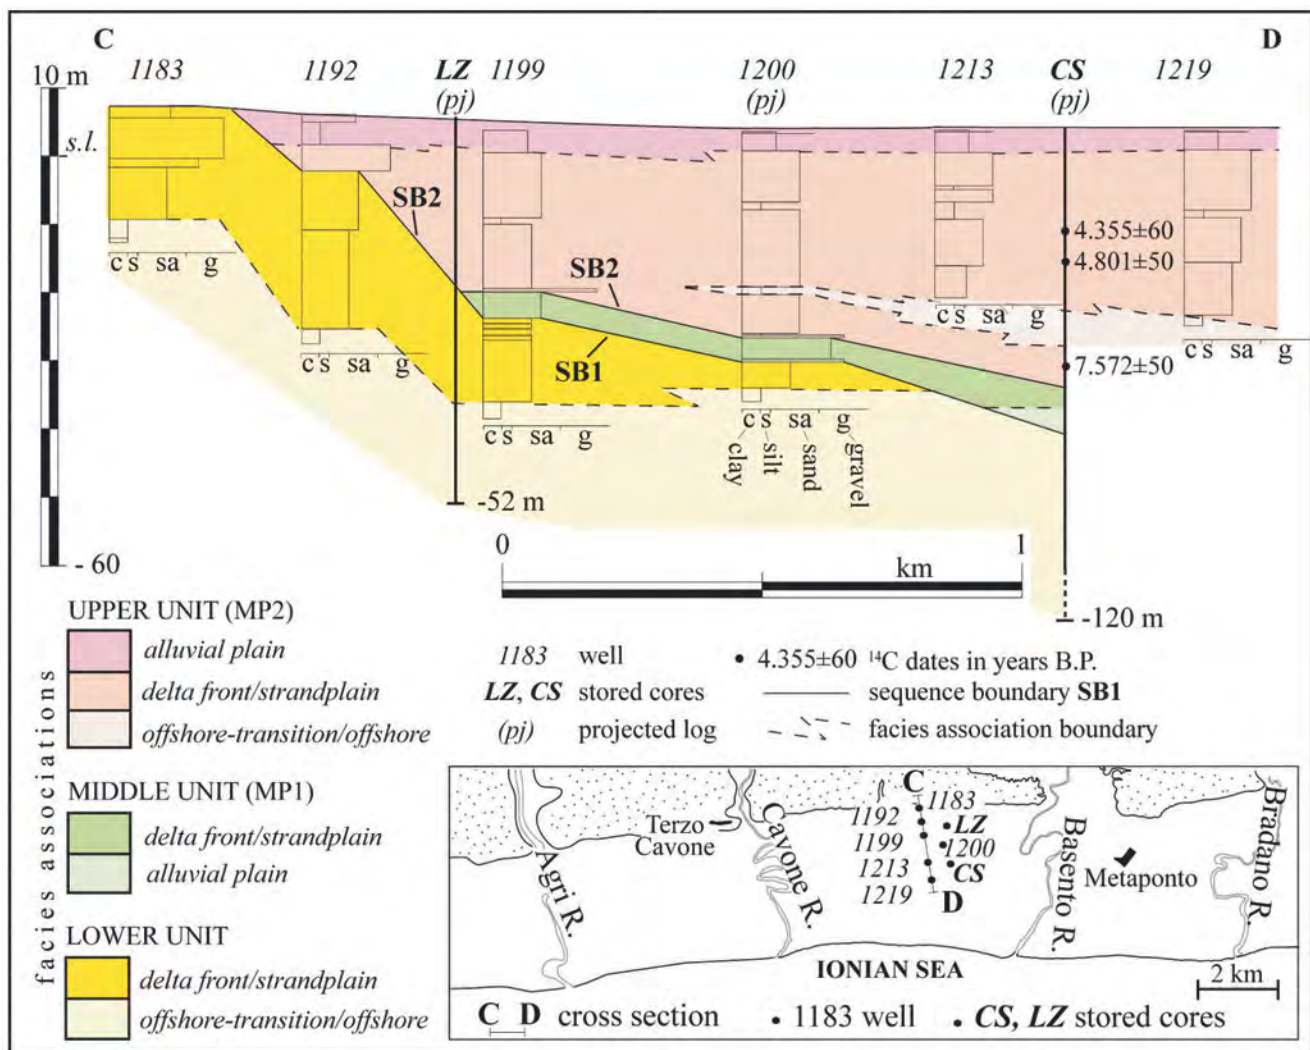 C D
1183 1192 LZ 1199 1200 1213 CS 1219
10 m (pj) (pj) (pj)
s.l.
SB2
4.355±60
4.801±50
SB2
c s sa g
c s sa g
SB1
7.572±50
c s sa g
c s sa g
c s sa g
c s sa g
clay silt sand gravel
-52 m
- 60
0 1
km
-120 m
UPPER UNIT (MP2)
alluvial plain
delta front/strandplain
offshore-transition/offshore
MIDDLE UNIT (MP1)
delta front/strandplain
alluvial plain
LOWER UNIT
delta front/strandplain
offshore-transition/offshore
facies associations
1183 well
LZ, CS stored cores
(pj) projected log
4.355±60 ¹⁴C dates in years B.P.
sequence boundary SB1
facies association boundary
C
1183
1192
LZ
Terzo
Cavone
1199
1200
1213
CS
Metaponto
1219
D
Agri R.
Cavone R.
Basento R.
Bradano R.
IONIAN SEA
2 km
C D cross section • 1183 well • CS, LZ stored cores